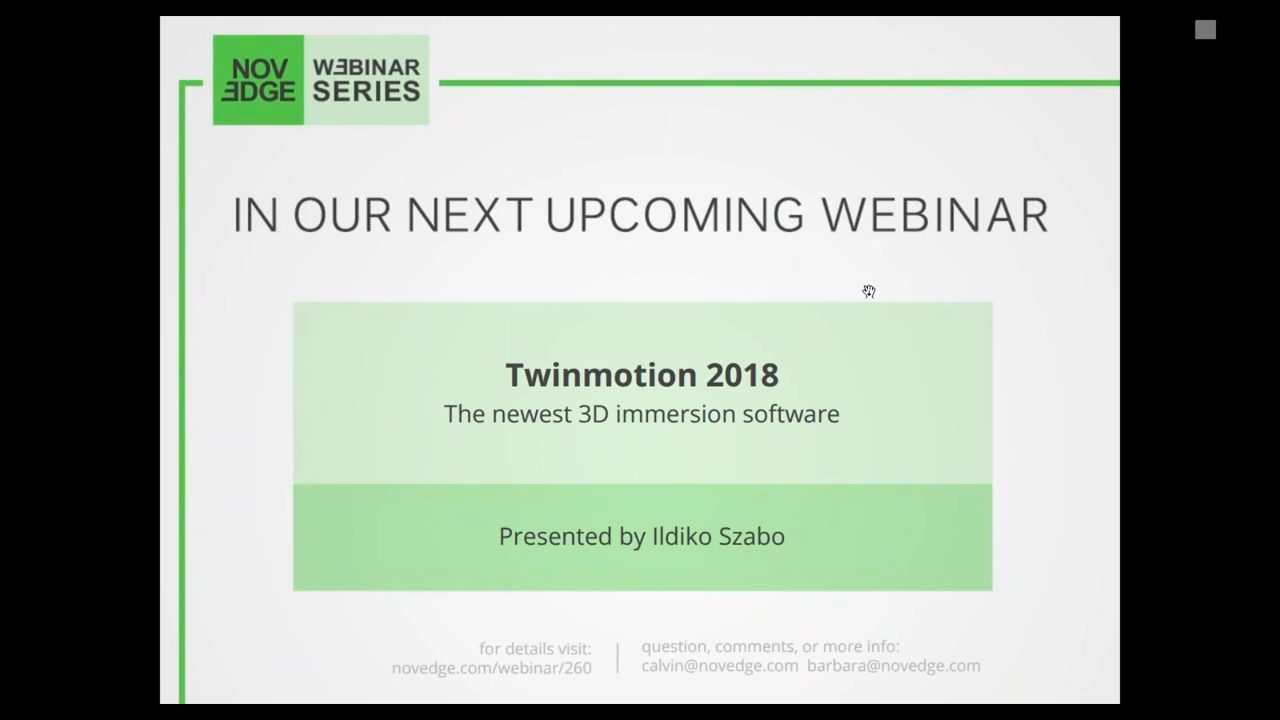 NOV
EDGE
WEBINAR
SERIES
IN OUR NEXT UPCOMING WEBINAR
Twinmotion 2018
The newest 3D immersion software
Presented by Ildiko Szabo
for details visit:
novedge.com/webinar/260
question, comments, or more info:
calvin@novedge.com barbara@novedge.com